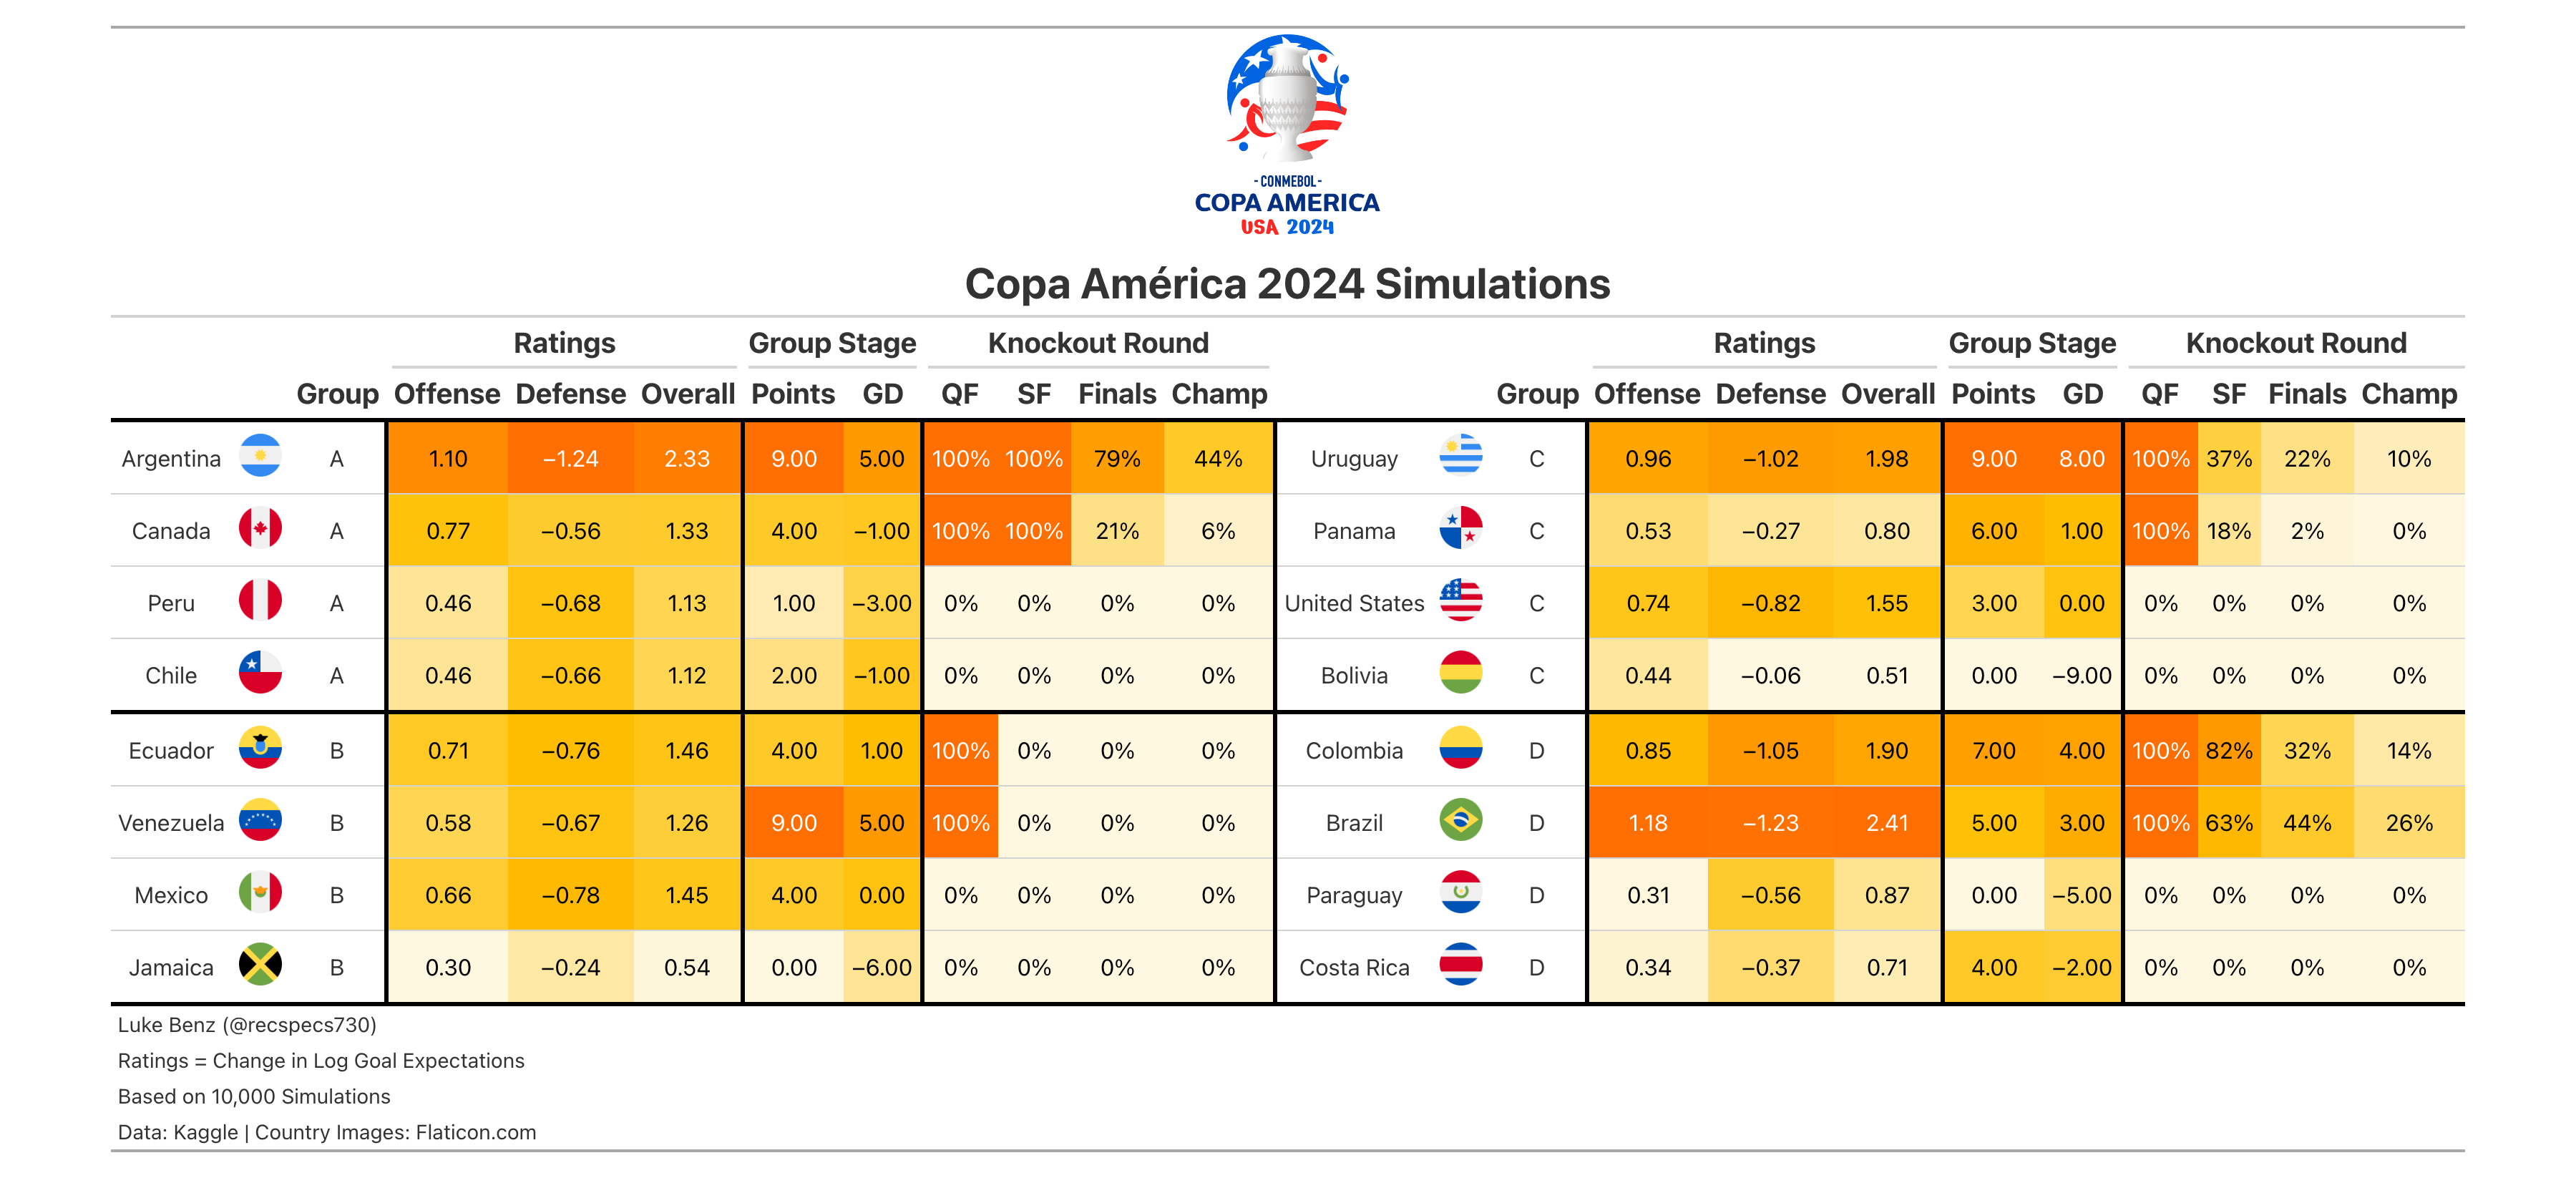 - CONMEBOL -
COPA AMERICA
USA 2024
Copa América 2024 Simulations
Ratings Group Stage Knockout Round Ratings Group Stage Knockout Round
Group Offense Defense Overall Points GD QF SF Finals Champ Group Offense Defense Overall Points GD QF SF Finals Champ
Argentina A 1.10 −1.24 2.33 9.00 5.00 100% 100% 79% 44% Uruguay C 0.96 −1.02 1.98 9.00 8.00 100% 37% 22% 10%
Canada A 0.77 −0.56 1.33 4.00 −1.00 100% 100% 21% 6% Panama C 0.53 −0.27 0.80 6.00 1.00 100% 18% 2% 0%
Peru A 0.46 −0.68 1.13 1.00 −3.00 0% 0% 0% 0% United States C 0.74 −0.82 1.55 3.00 0.00 0% 0% 0% 0%
Chile A 0.46 −0.66 1.12 2.00 −1.00 0% 0% 0% 0% Bolivia C 0.44 −0.06 0.51 0.00 −9.00 0% 0% 0% 0%
Ecuador B 0.71 −0.76 1.46 4.00 1.00 100% 0% 0% 0% Colombia D 0.85 −1.05 1.90 7.00 4.00 100% 82% 32% 14%
Venezuela B 0.58 −0.67 1.26 9.00 5.00 100% 0% 0% 0% Brazil D 1.18 −1.23 2.41 5.00 3.00 100% 63% 44% 26%
Mexico B 0.66 −0.78 1.45 4.00 0.00 0% 0% 0% 0% Paraguay D 0.31 −0.56 0.87 0.00 −5.00 0% 0% 0% 0%
Jamaica B 0.30 −0.24 0.54 0.00 −6.00 0% 0% 0% 0% Costa Rica D 0.34 −0.37 0.71 4.00 −2.00 0% 0% 0% 0%
Luke Benz (@recspecs730)
Ratings = Change in Log Goal Expectations
Based on 10,000 Simulations
Data: Kaggle | Country Images: Flaticon.com